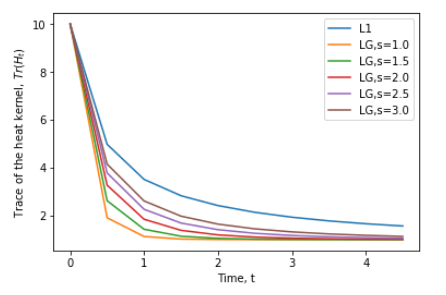 10
8
6
4
2
Trace of the heat kernel, Tr(H_t)
0
1
2
3
4
Time, t
L1
LG,s=1.0
LG,s=1.5
LG,s=2.0
LG,s=2.5
LG,s=3.0